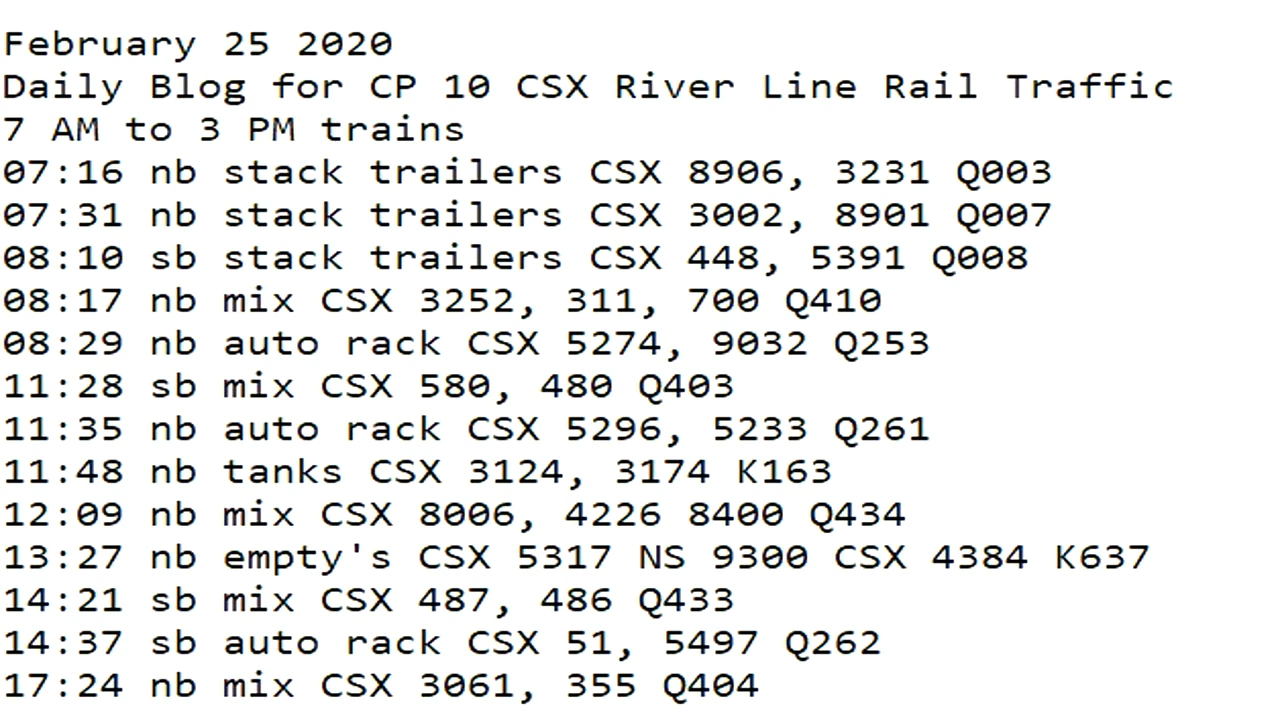 February 25 2020
Daily Blog for CP 10 CSX River Line Rail Traffic
7 AM to 3 PM trains
07:16 nb stack trailers CSX 8906, 3231 Q003
07:31 nb stack trailers CSX 3002, 8901 Q007
08:10 sb stack trailers CSX 448, 5391 Q008
08:17 nb mix CSX 3252, 311, 700 Q410
08:29 nb auto rack CSX 5274, 9032 Q253
11:28 sb mix CSX 580, 480 Q403
11:35 nb auto rack CSX 5296, 5233 Q261
11:48 nb tanks CSX 3124, 3174 K163
12:09 nb mix CSX 8006, 4226 8400 Q434
13:27 nb empty's CSX 5317 NS 9300 CSX 4384 K637
14:21 sb mix CSX 487, 486 Q433
14:37 sb auto rack CSX 51, 5497 Q262
17:24 nb mix CSX 3061, 355 Q404